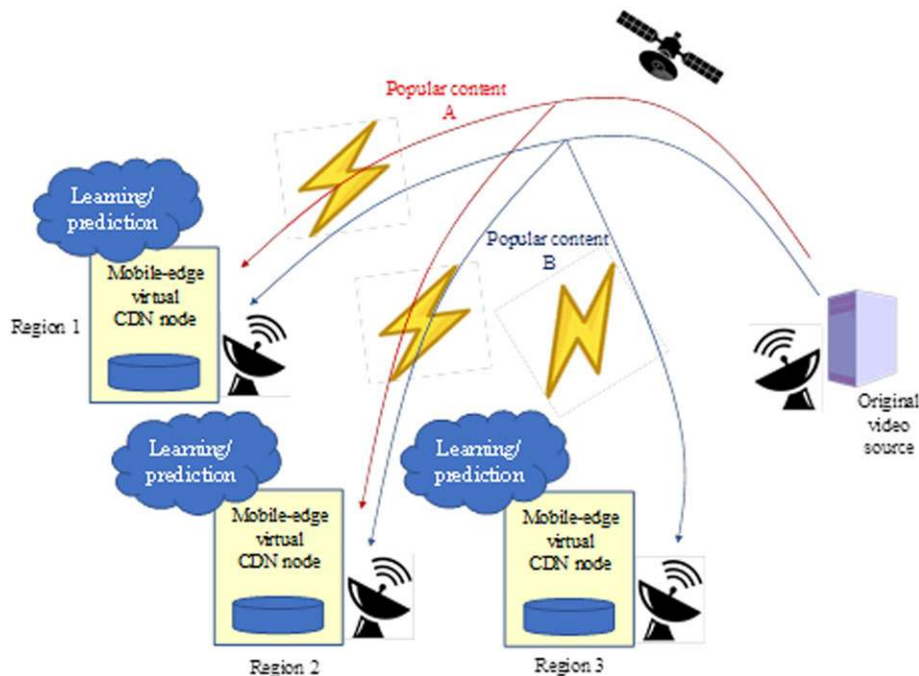 Popular content
A
Learning/
prediction
Popular content
B
Mobile-edge
virtual
CDN node
Region 1
Original
video
source
Learning/
prediction
Learning/
prediction
Mobile-edge
virtual
CDN node
Mobile-edge
virtual
CDN node
Region 2
Region 3